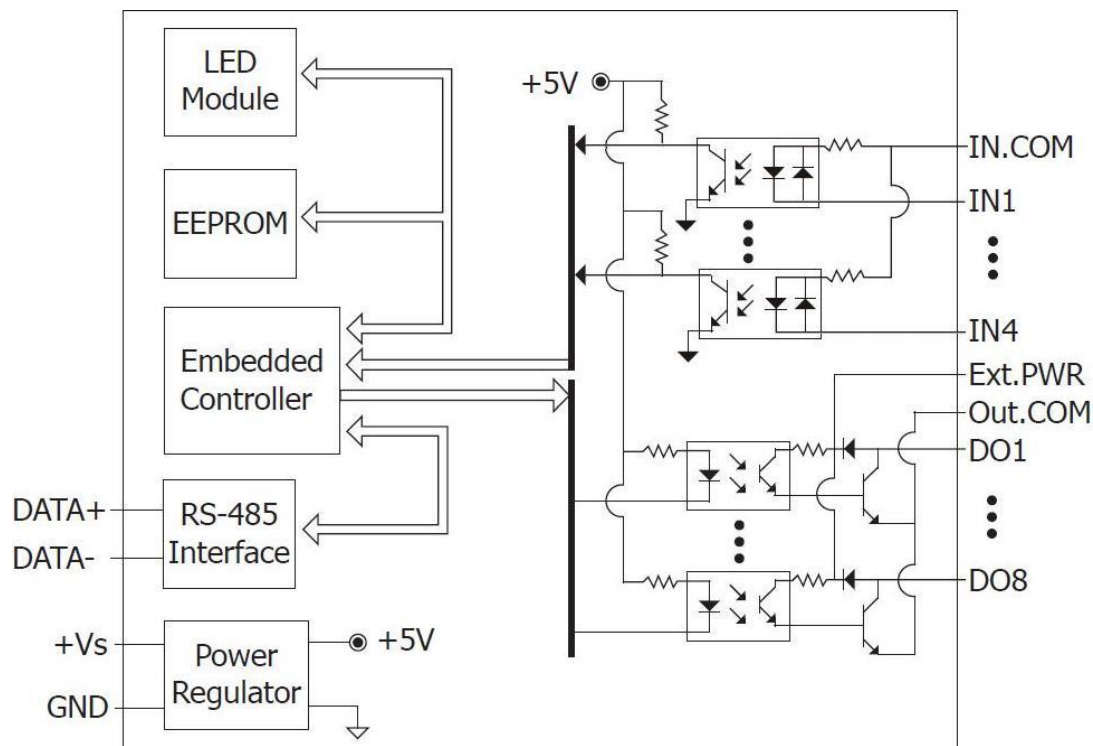 LED
Module
EEPROM
Embedded
Controller
RS-485
Interface
DATA+
DATA-
Power
Regulator
+Vs
GND
+5V
+5V
IN.COM
IN1
IN4
Ext.PWR
Out.COM
DO1
DO8